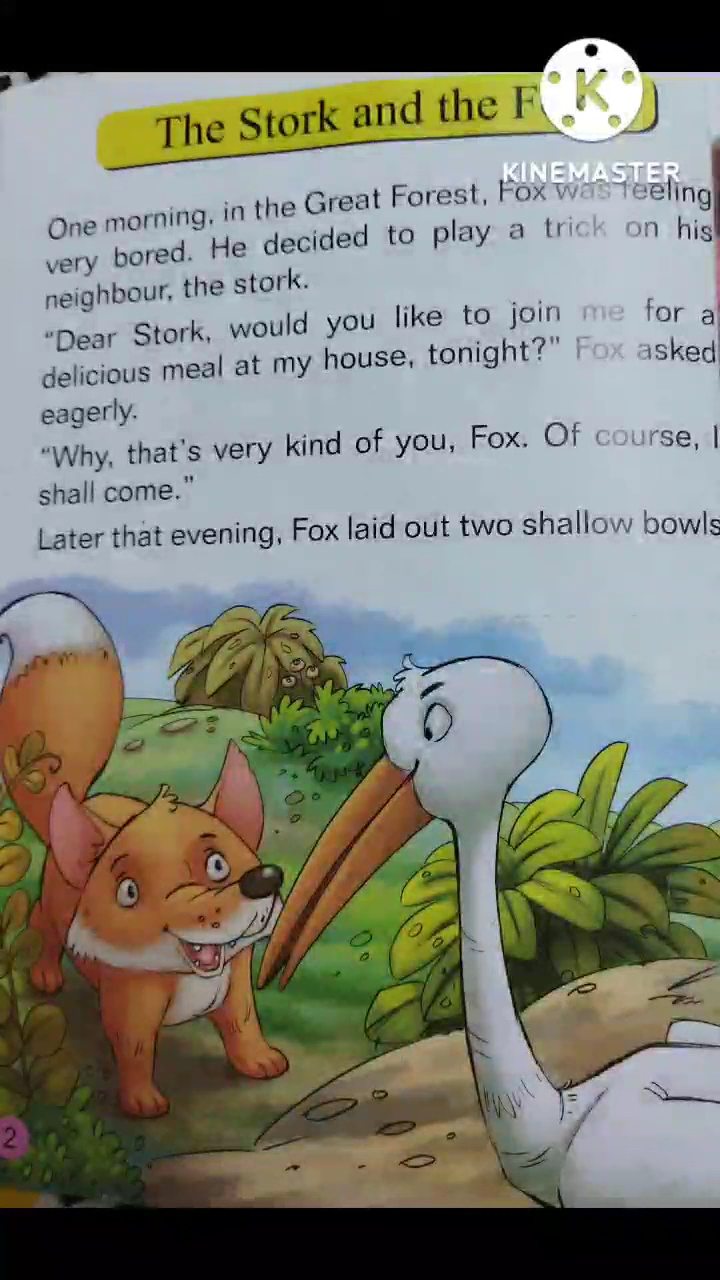 The Stork and the F
K
KINEMASTER
One morning, in the Great Forest, Fox was feeling
very bored. He decided to play a trick on his
neighbour, the stork.
“Dear Stork, would you like to join me for a
delicious meal at my house, tonight?" Fox asked
eagerly.
“Why, that's very kind of you, Fox. Of course, I
shall come."
Later that evening, Fox laid out two shallow bowls
2